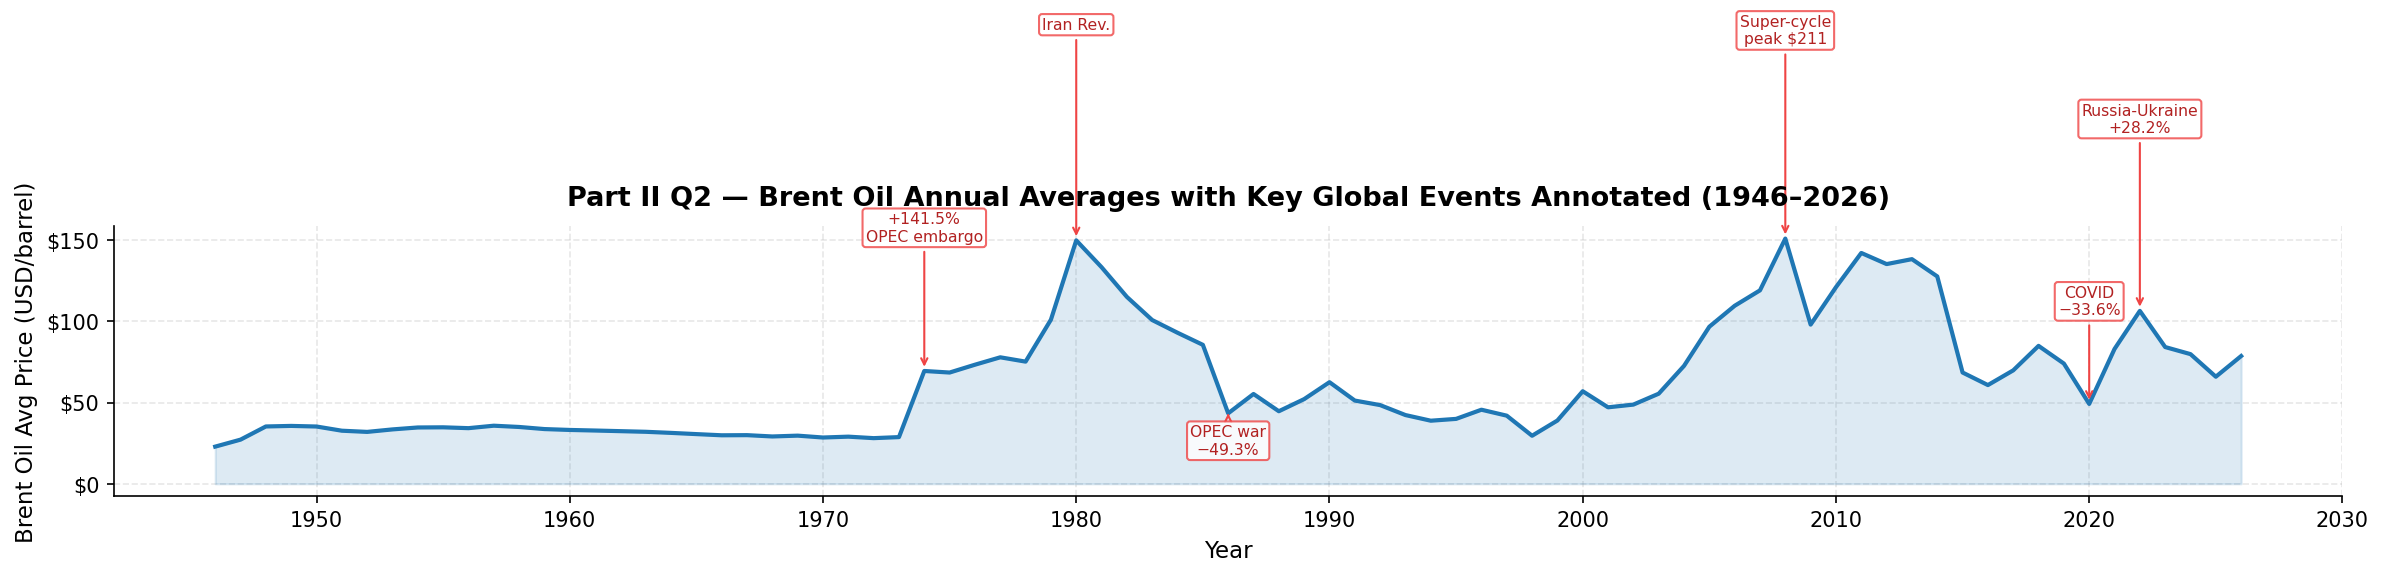 Iran Rev.
Super-cycle
peak $211
Russia-Ukraine
+28.2%
Part II Q2 — Brent Oil Annual Averages with Key Global Events Annotated (1946–2026)
+141.5%
OPEC embargo
COVID
−33.6%
OPEC war
−49.3%
Brent Oil Avg Price (USD/barrel)
$150
$100
$50
$0
1950
1960
1970
1980
1990
2000
2010
2020
2030
Year